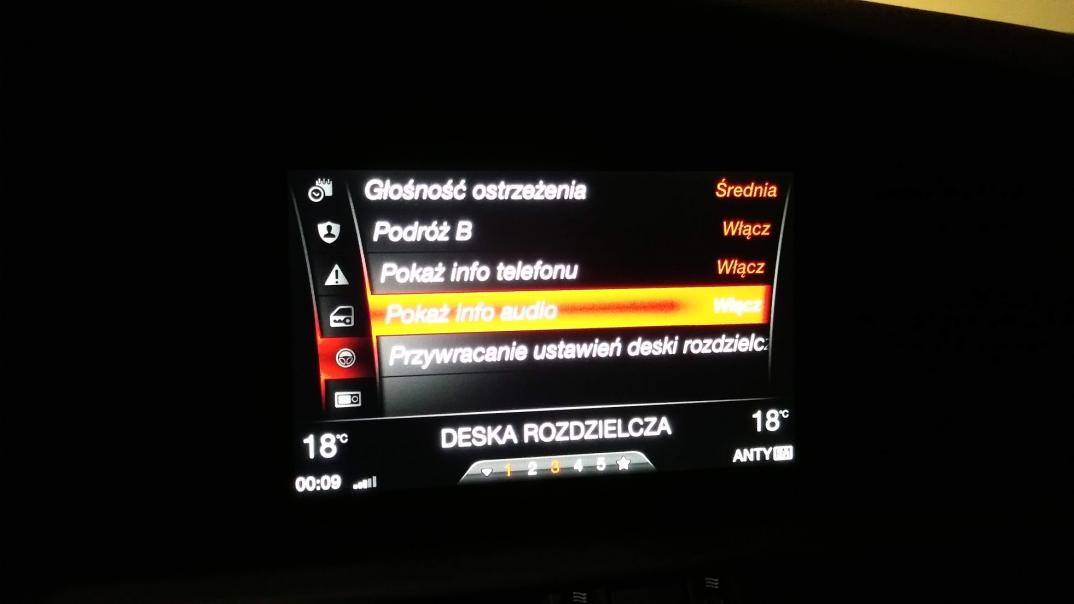 Głośność ostrzeżenia Średnia
Podróż B Włącz
Pokaż info telefonu Włącz
Pokaż info audio Włącz
Przywracanie ustawień deski rozdzielcz
18°C DESKA ROZDZIELCZA 18°C
1 2 3 4 5
00:09 ANTY